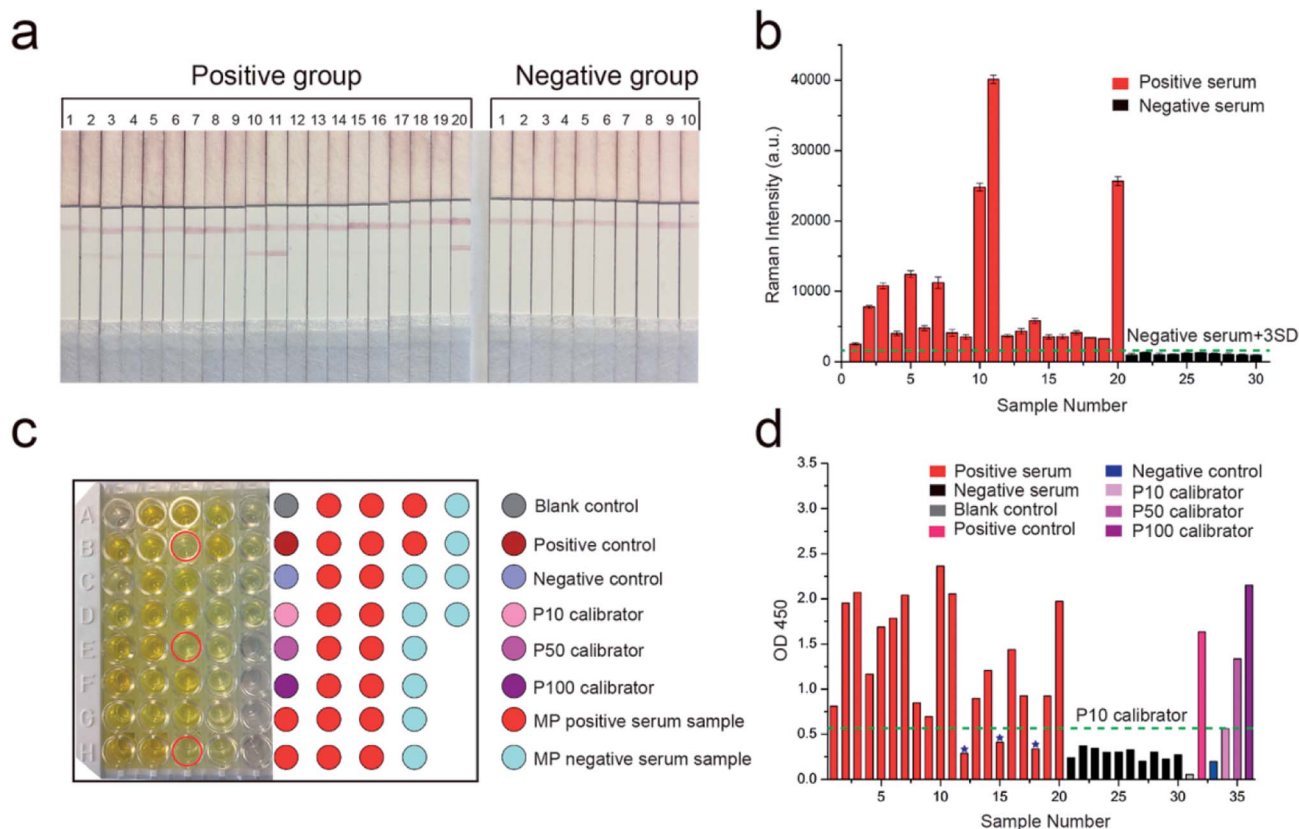 a
Positive group
Negative group
1 2 3 4 5 6 7 8 9 10 11 12 13 14 15 16 17 18 19 20
1 2 3 4 5 6 7 8 9 10
b
Raman Intensity (a.u.)
40000
30000
20000
10000
0
Positive serum
Negative serum
Negative serum+3SD
0 5 10 15 20 25 30
Sample Number
c
A
B
C
D
E
F
G
H
Blank control
Positive control
Negative control
P10 calibrator
P50 calibrator
P100 calibrator
MP positive serum sample
MP negative serum sample
d
OD 450
3.5
3.0
2.5
2.0
1.5
1.0
0.5
0.0
Positive serum
Negative serum
Blank control
Positive control
Negative control
P10 calibrator
P50 calibrator
P100 calibrator
P10 calibrator
5 10 15 20 25 30 35
Sample Number